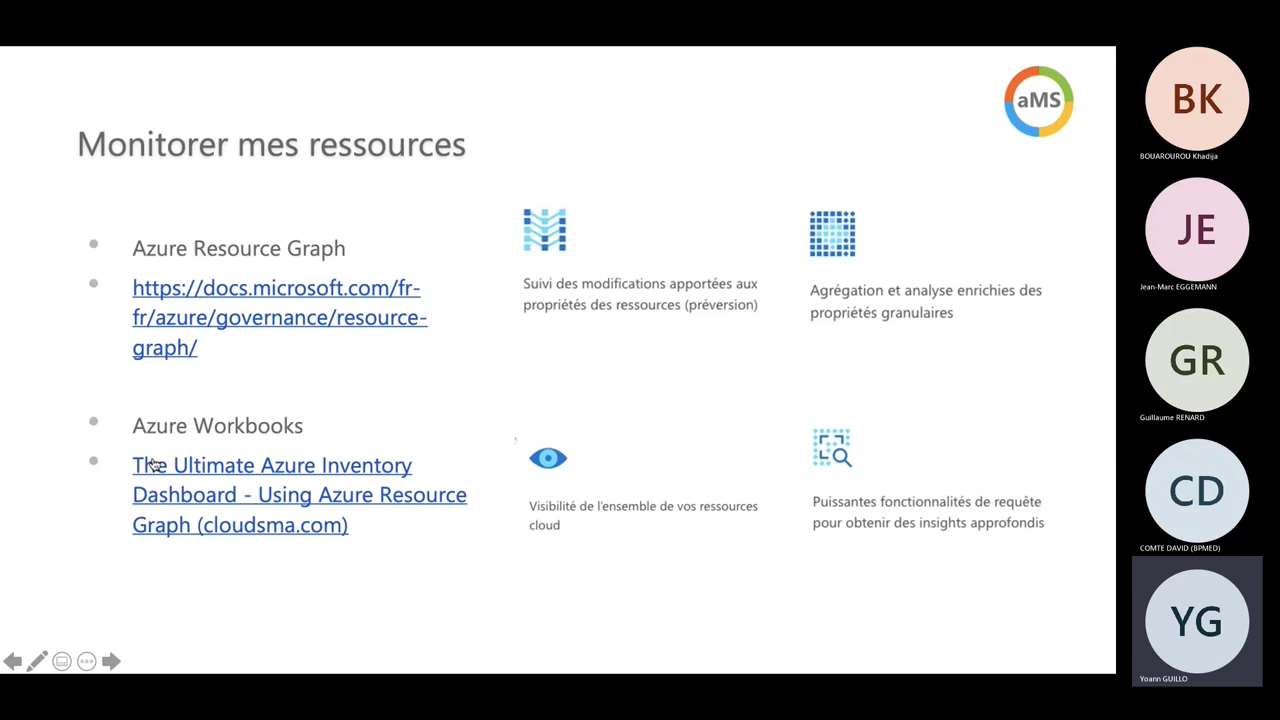 aMS
Monitorer mes ressources
Azure Resource Graph
https://docs.microsoft.com/fr-
fr/azure/governance/resource-
graph/
Azure Workbooks
The Ultimate Azure Inventory
Dashboard - Using Azure Resource
Graph (cloudsma.com)
Suivi des modifications apportées aux
propriétés des ressources (préversion)
Agrégation et analyse enrichies des
propriétés granulaires
Visibilité de l'ensemble de vos ressources
cloud
Puissantes fonctionnalités de requête
pour obtenir des insights approfondis
BK
BOUAROUROU Khadija
JE
Jean-Marc EGGEMANN
GR
Guillaume RENARD
CD
COMTE DAVID (BPMED)
YG
Yoann GUILLO